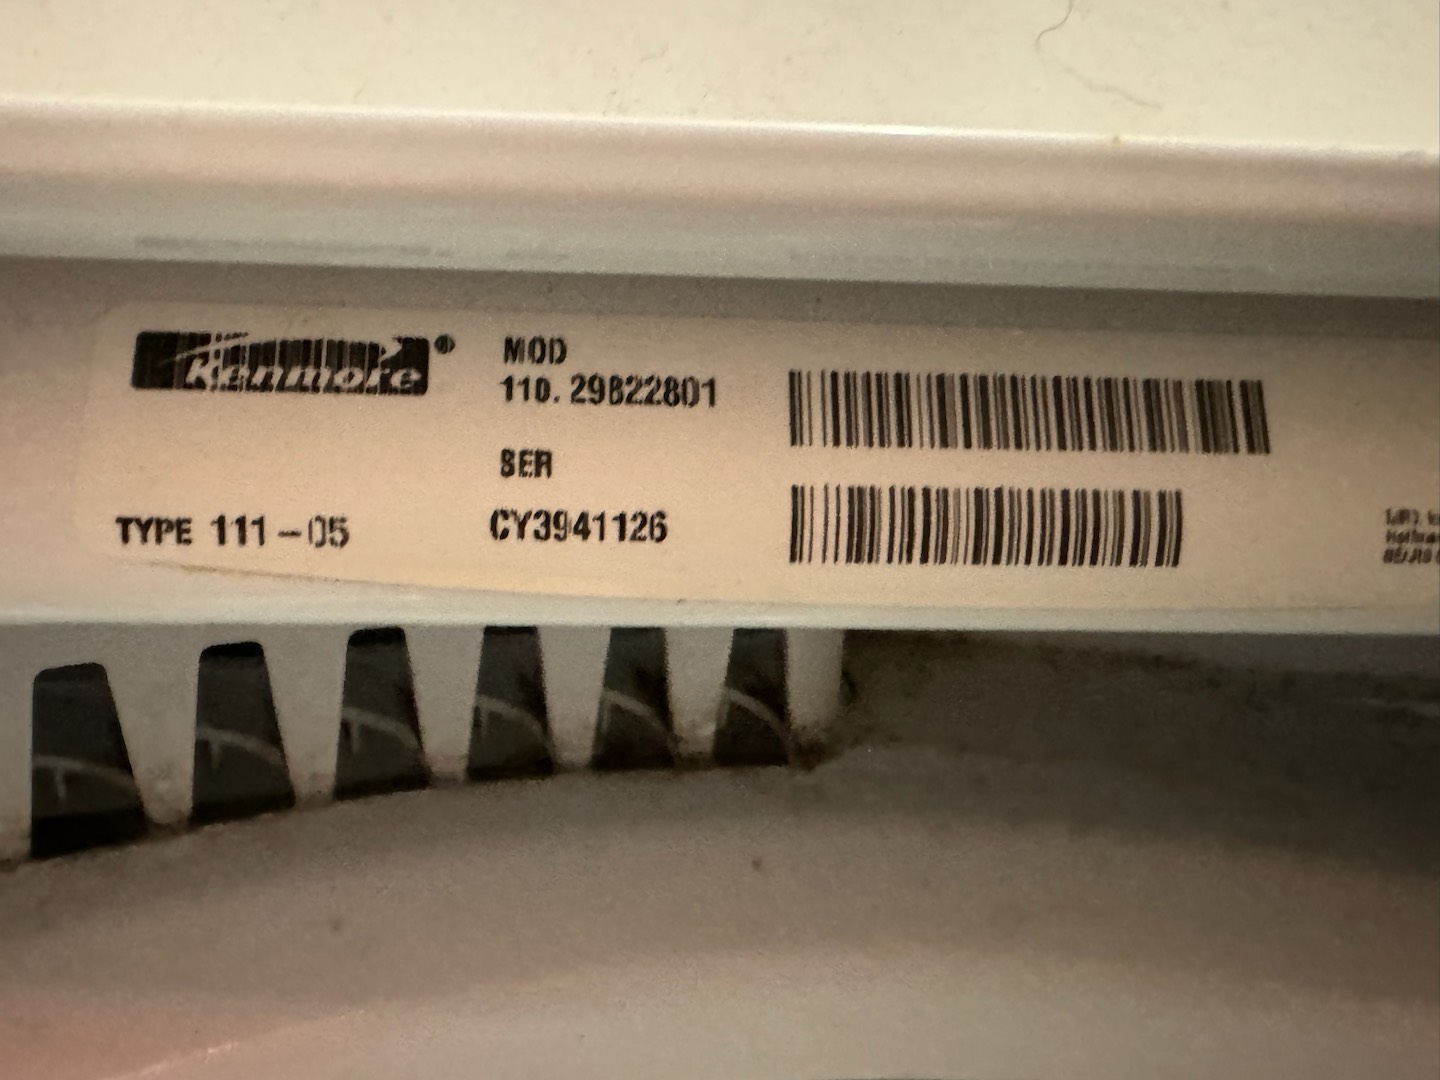 Kenmore®
MOD
110. 29822801
SER
TYPE 111-05
CY3941126